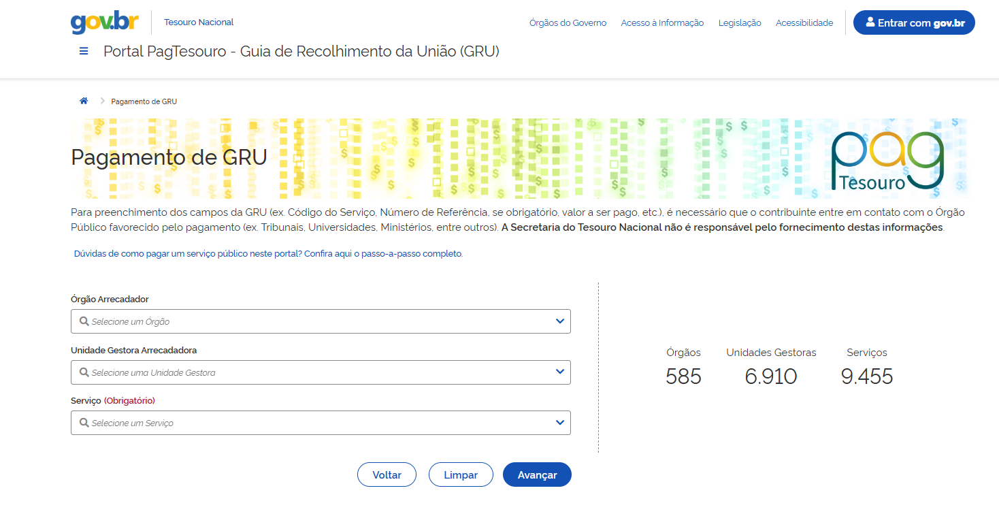 gov.br
Tesouro Nacional
Órgãos do Governo
Acesso à Informação
Legislação
Acessibilidade
Entrar com gov.br
Portal PagTesouro - Guia de Recolhimento da União (GRU)
Pagamento de GRU
Pagamento de GRU
pag
Tesouro
Para preenchimento dos campos da GRU (ex. Código do Serviço, Número de Referência, se obrigatório, valor a ser pago, etc.), é necessário que o contribuinte entre em contato com o Órgão
Público favorecido pelo pagamento (ex. Tribunais, Universidades, Ministérios, entre outros). A Secretaria do Tesouro Nacional não é responsável pelo fornecimento destas informações.
Dúvidas de como pagar um serviço público neste portal? Confira aqui o passo-a-passo completo.
Órgão Arrecadador
Selecione um Órgão
Unidade Gestora Arrecadadora
Selecione uma Unidade Gestora
Serviço (Obrigatório)
Selecione um Serviço
Voltar
Limpar
Avançar
Órgãos
585
Unidades Gestoras
6.910
Serviços
9.455